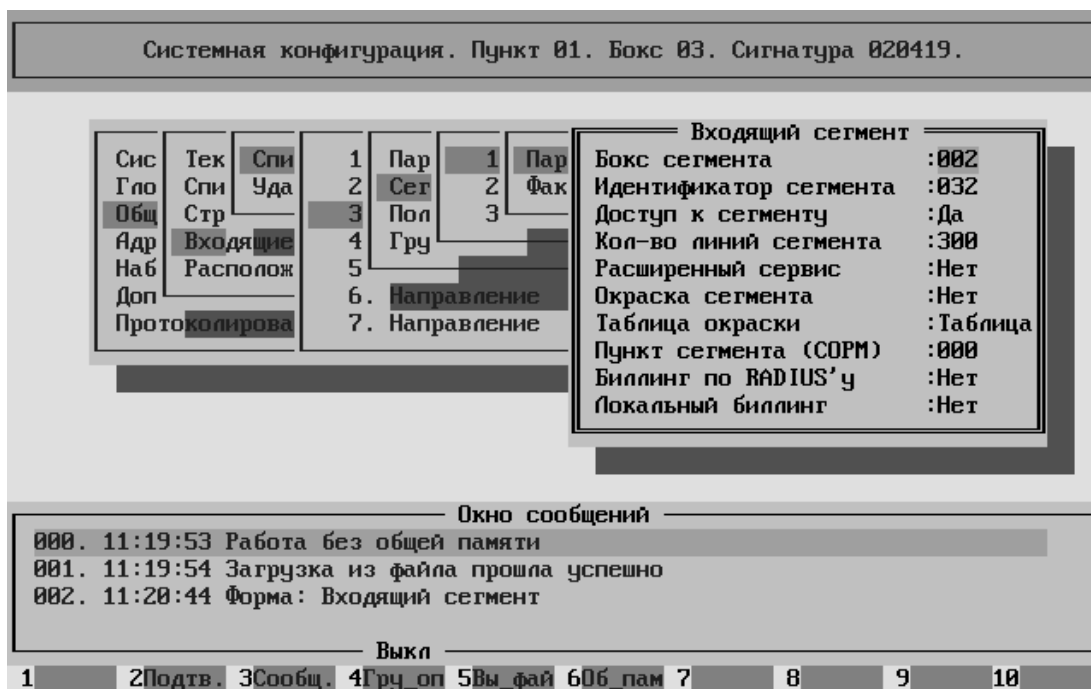 Системная конфигурация. Пункт 01. Бокс 03. Сигнатура 020419.
Входящий сегмент
Сис Тек Спи 1 Пар 1 Пар Бокс сегмента :002
Гло Спи Уда 2 Сег 2 Фак Идентификатор сегмента :032
Общ Стр 3 Пол 3 Доступ к сегменту :Да
Адр Входящие 4 Гру Кол-во линий сегмента :300
Наб Располож 5 Расширенный сервис :Нет
Доп 6. Направление Окраска сегмента :Нет
Протоколирова 7. Направление Таблица окраски :Таблица
Пункт сегмента (СОРМ) :000
Биллинг по RADIUS'у :Нет
Локальный биллинг :Нет
Окно сообщений
000. 11:19:53 Работа без общей памяти
001. 11:19:54 Загрузка из файла прошла успешно
002. 11:20:44 Форма: Входящий сегмент
Выкл
1 2Подтв. 3Сообщ. 4Гру_оп 5Вы_фай 6Об_пам 7 8 9 10